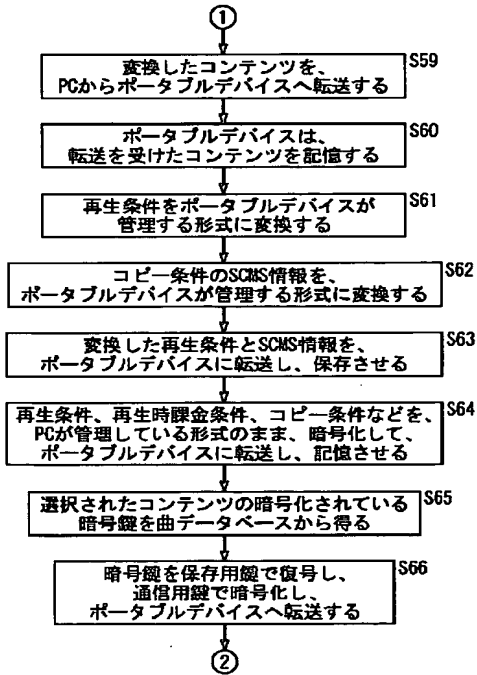 1
変換したコンテンツを、
PCからポータブルデバイスへ転送する
S59
ポータブルデバイスは、
転送を受けたコンテンツを記憶する
S60
再生条件をポータブルデバイスが
管理する形式に変換する
S61
コピー条件のSCMS情報を、
ポータブルデバイスが管理する形式に変換する
S62
変換した再生条件とSCMS情報を、
ポータブルデバイスに転送し、保存させる
S63
再生条件、再生時課金条件、コピー条件などを、
PCが管理している形式のまま、暗号化して、
ポータブルデバイスに転送し、記憶させる
S64
選択されたコンテンツの暗号化されている
暗号鍵を曲データベースから得る
S65
暗号鍵を保存用鍵で復号し、
通信用鍵で暗号化し、
ポータブルデバイスへ転送する
S66
2